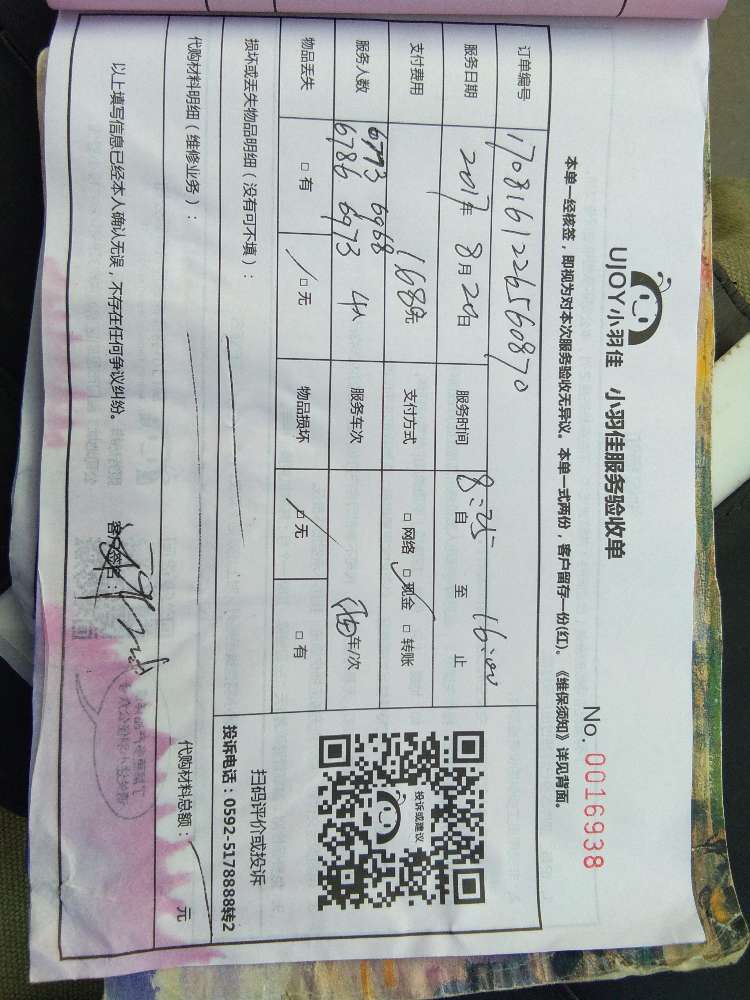 UJOY小羽佳 小羽佳服务验收单
No. 0016938
本单一经核签，即视为对本次服务验收无异议。本单一式两份，客户留存一份(红)。《维保须知》详见背面。
订单编号 1708161226560870
服务日期 2017年 8月 20日 服务时间 8:25 自 至 16:00 止
支付费用 168元 支付方式 □网络 □现金 □转账
服务人数 6773 6968 6786 6973 4人 服务车次 车/次
物品丢失 □有 □无 物品损坏 □无 □有
投诉或建议
扫码评价或投诉
投诉电话：0592-5178888转2
损坏或丢失物品明细（没有可不填）：
代购材料明细（维修业务）： 代购材料总额： 元
以上填写信息已经本人确认无误，不存在任何争议纠纷。 客户签名：